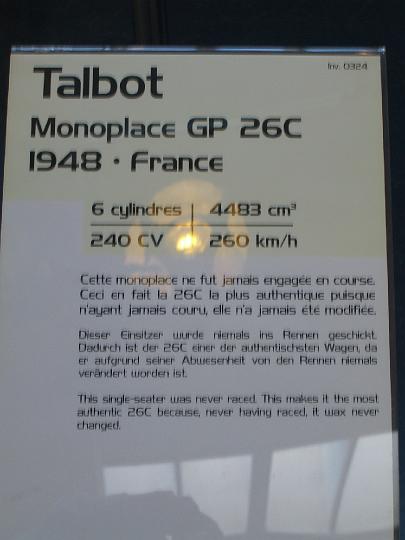 Inv. 0324
Talbot
Monoplace GP 26C
1948 • France
6 cylindres | 4483 cm³
240 CV | 260 km/h
Cette monoplace ne fut jamais engagée en course.
Ceci en fait la 26C la plus authentique puisque
n'ayant jamais couru, elle n'a jamais été modifiée.
Dieser Einsitzer wurde niemals ins Rennen geschickt.
Dadurch ist der 26C einer der authentischsten Wagen, da
er aufgrund seiner Abwesenheit von den Rennen niemals
verändert worden ist.
This single-seater was never raced. This makes it the most
authentic 26C because, never having raced, it wax never
changed.